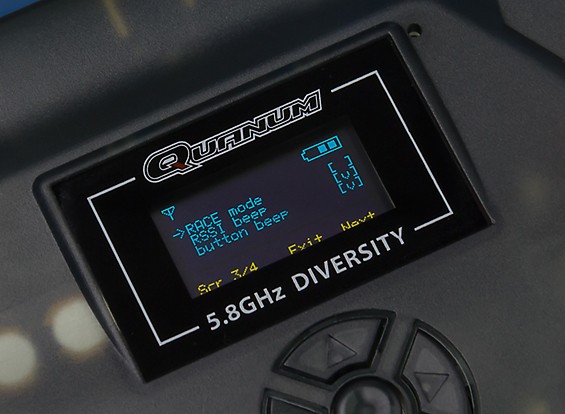 QUANUM
RACE mode [ ]
RSSI beep [v]
button beep [v]
Scr 3/4 Exit Next
5.8GHz DIVERSITY